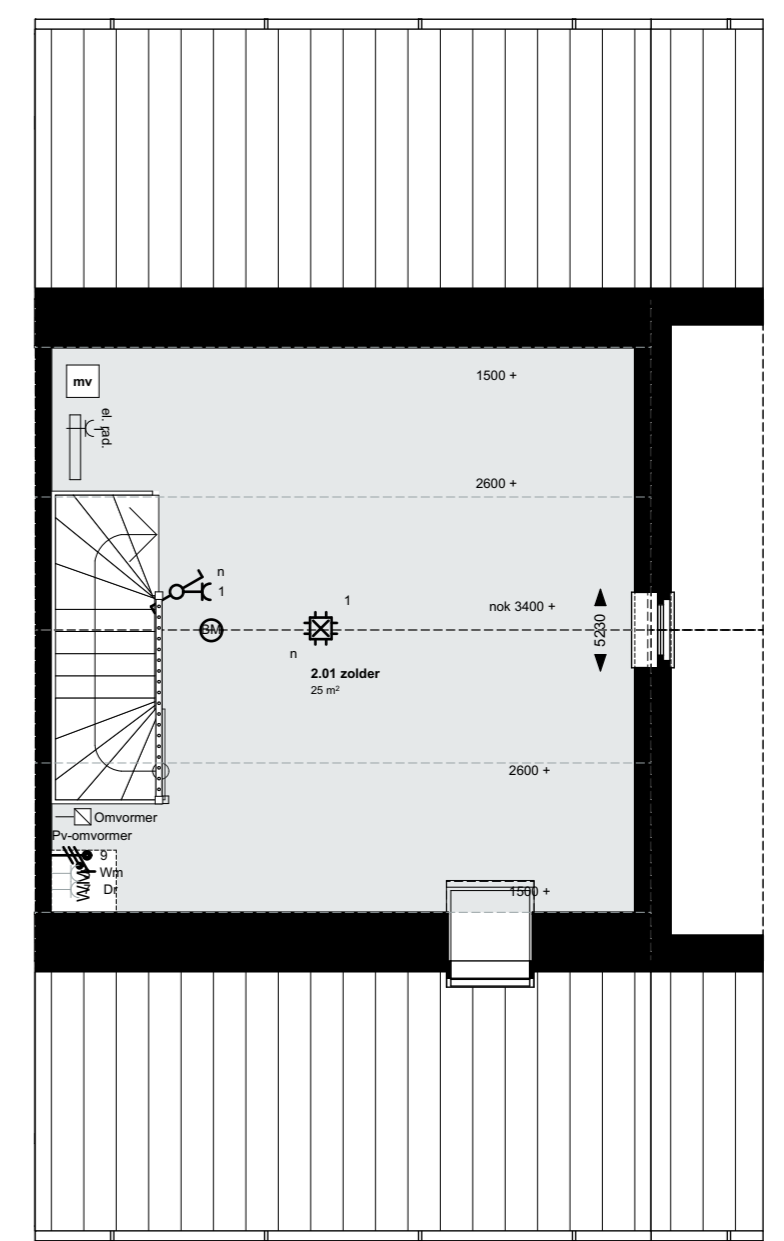 1500 +
mv
el. rad.
2600 +
n
1
1
nok 3400 +
BM
5230
n
2.01 zolder
25 m²
2600 +
Omvormer
Pv-omvormer
9
Wm
Dr
1500 +